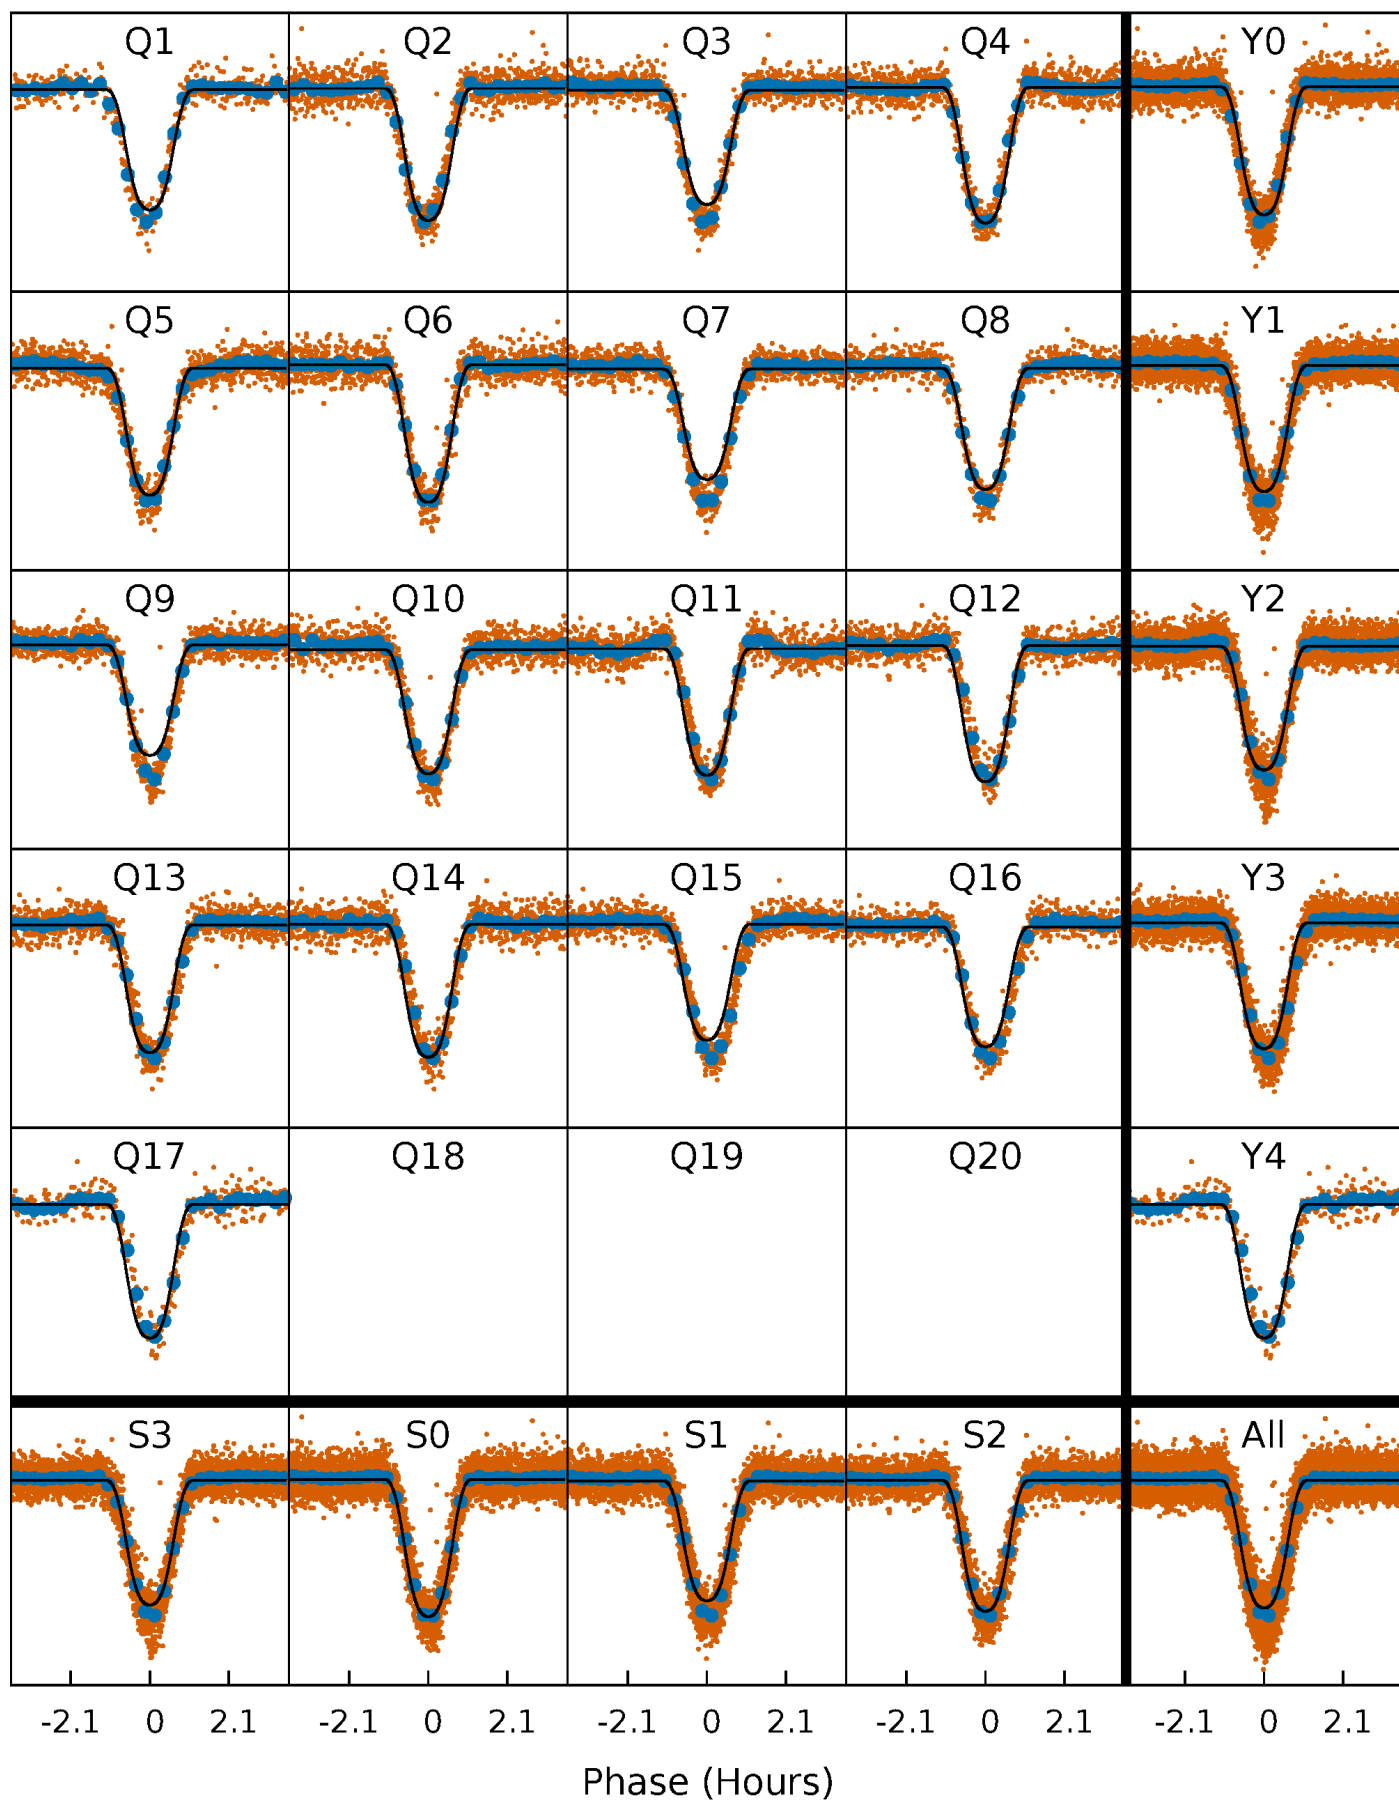 Q1 Q2 Q3 Q4 Y0
Q5 Q6 Q7 Q8 Y1
Q9 Q10 Q11 Q12 Y2
Q13 Q14 Q15 Q16 Y3
Q17 Q18 Q19 Q20 Y4
S3 S0 S1 S2 All
-2.1 0 2.1 -2.1 0 2.1 -2.1 0 2.1 -2.1 0 2.1 -2.1 0 2.1
Phase (Hours)